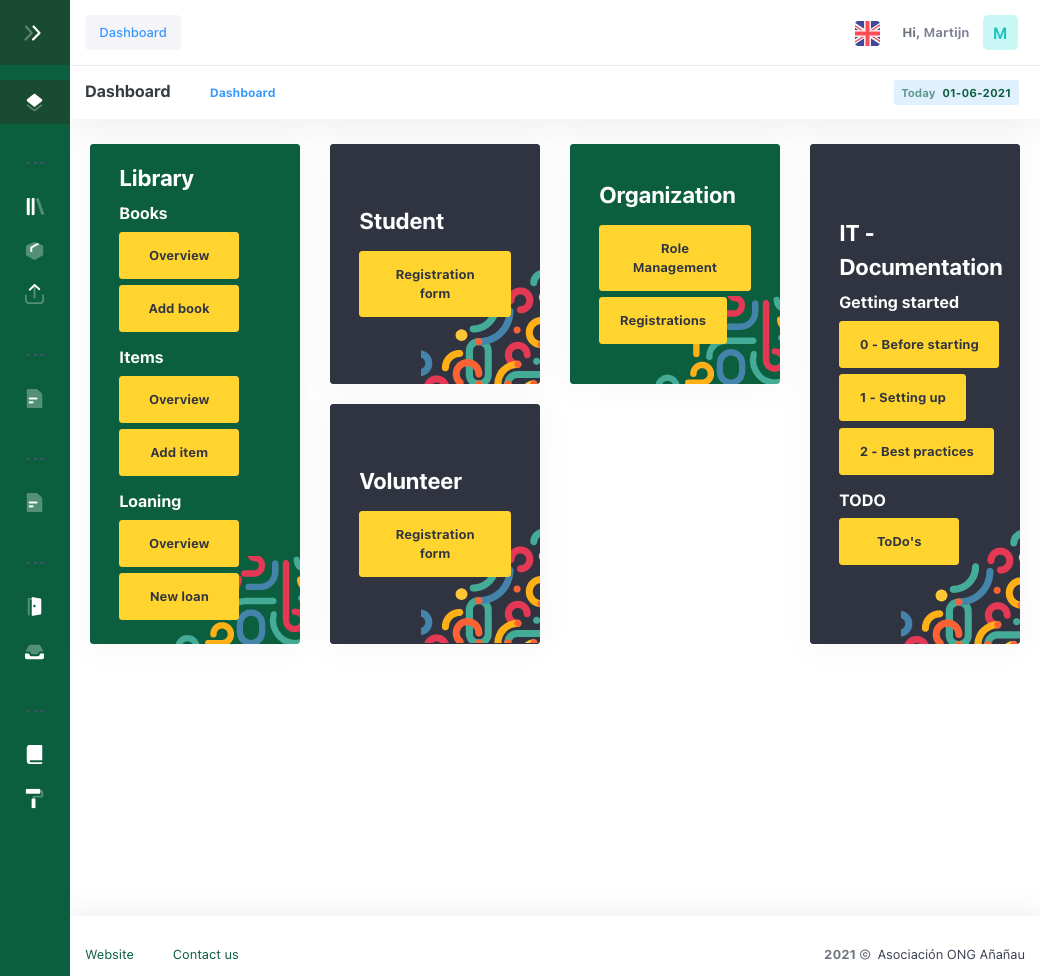 Dashboard
Hi, Martijn
M
Dashboard
Dashboard
Today 01-06-2021
Library
Books
Overview
Add book
Items
Overview
Add item
Loaning
Overview
New loan
Student
Registration
form
Volunteer
Registration
form
Organization
Role
Management
Registrations
IT -
Documentation
Getting started
0 - Before starting
1 - Setting up
2 - Best practices
TODO
ToDo's
Website
Contact us
2021 © Asociación ONG Añañau